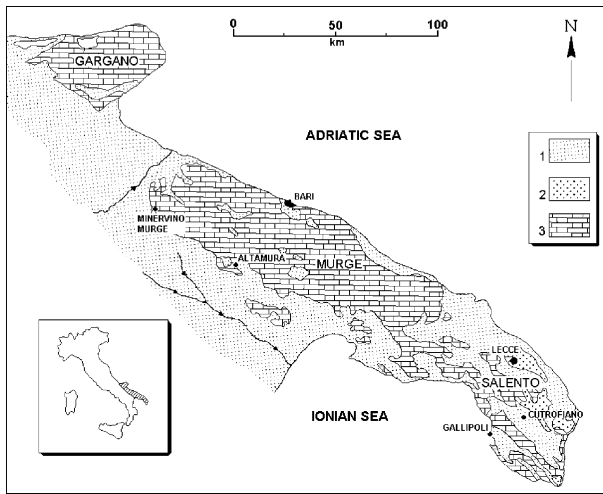 0 50 100
km
N
GARGANO
ADRIATIC SEA
1
2
3
BARI
MINERVINO
MURGE
ALTAMURA
MURGE
LECCE
SALENTO
IONIAN SEA
CUTROFIANO
GALLIPOLI